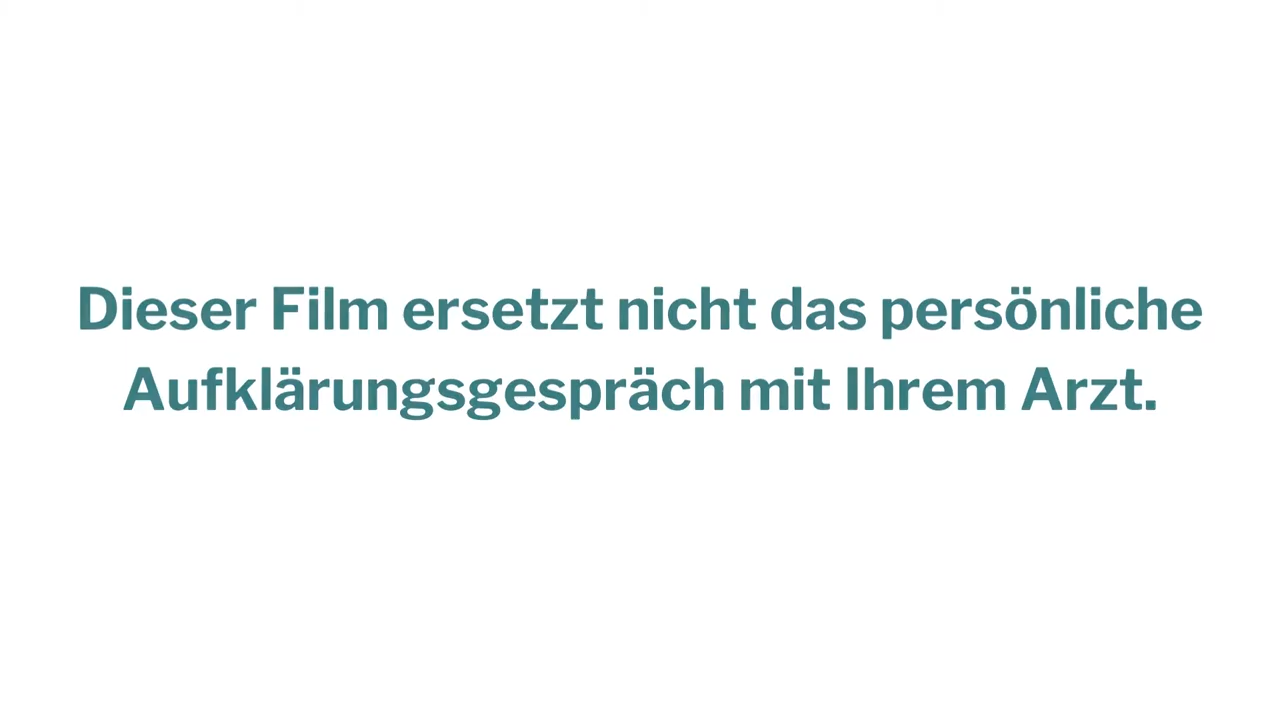 Dieser Film ersetzt nicht das persönliche
Aufklärungsgespräch mit Ihrem Arzt.